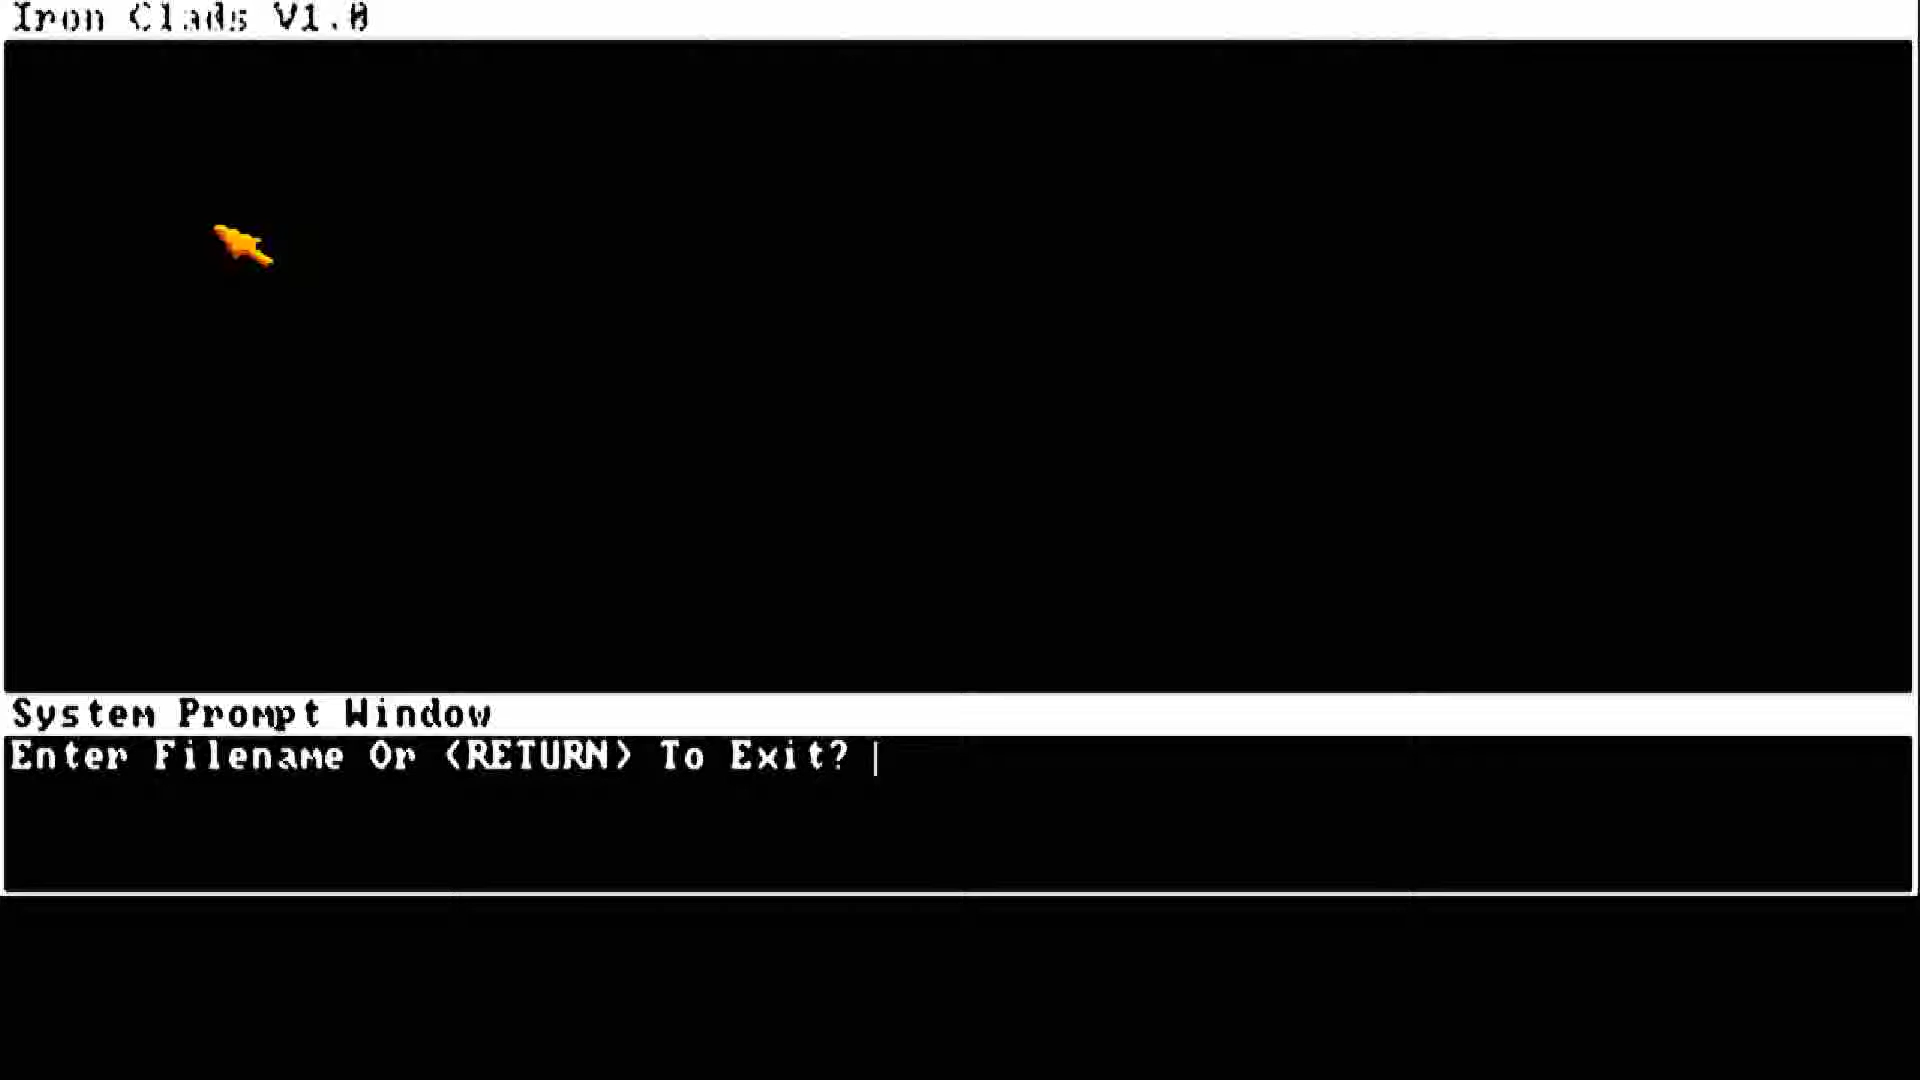 Iron Clads V1.0
System Prompt Window
Enter Filename Or <RETURN> To Exit? |